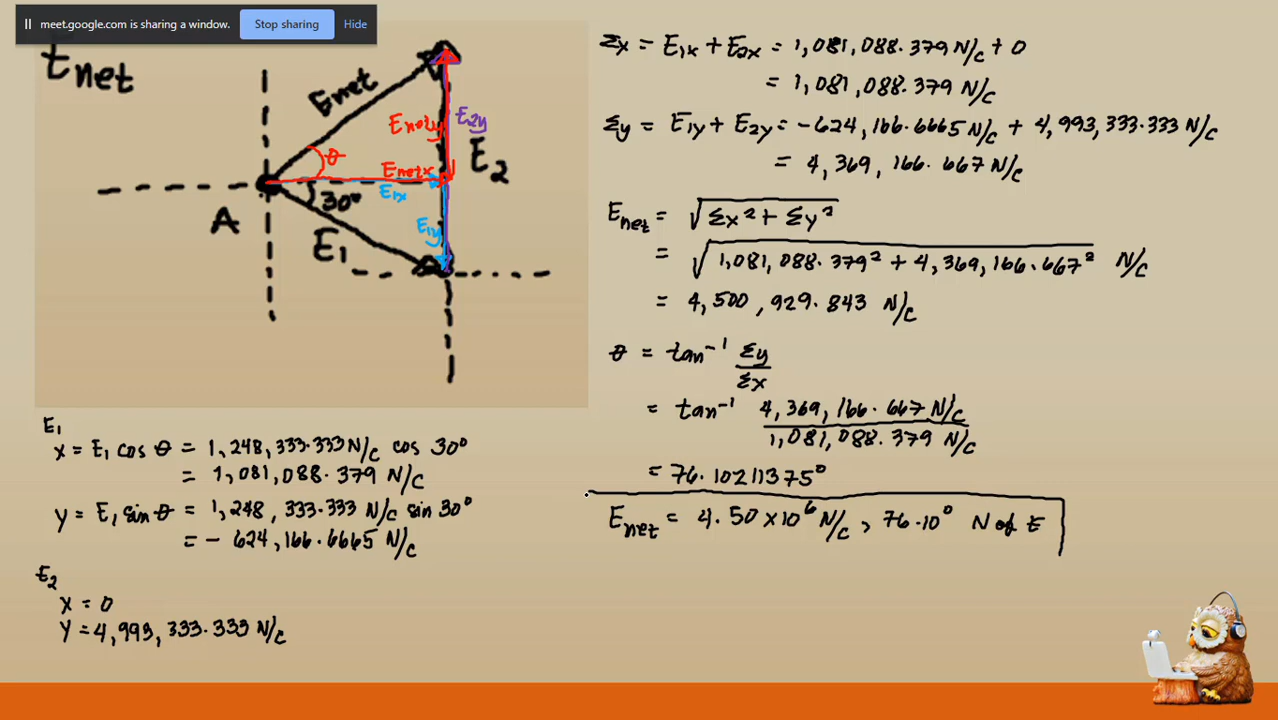 meet.google.com is sharing a window. Stop sharing Hide
Enet
Enet
E2y
Enety
θ
E2
Enetx
E1x
30°
A
E1y
E1
E1
x = E1 cos θ = 1,248,333.333 N/C cos 30°
= 1,081,088.379 N/C
y = E1 sin θ = 1,248,333.333 N/C sin 30°
= - 624,166.6665 N/C
E2
x = 0
y = 4,993,333.333 N/C
Σx = E1x + E2x = 1,081,088.379 N/C + 0
= 1,081,088.379 N/C
Σy = E1y + E2y = -624,166.6665 N/C + 4,993,333.333 N/C
= 4,369,166.667 N/C
Enet = √Σx² + Σy²
= √1,081,088.379² + 4,369,166.667² N/C
= 4,500,929.843 N/C
θ = tan⁻¹ Σy
Σx
= tan⁻¹ 4,369,166.667 N/C
1,081,088.379 N/C
= 76.10211375°
Enet = 4.50 x 10⁶ N/C, 76.10° N of E